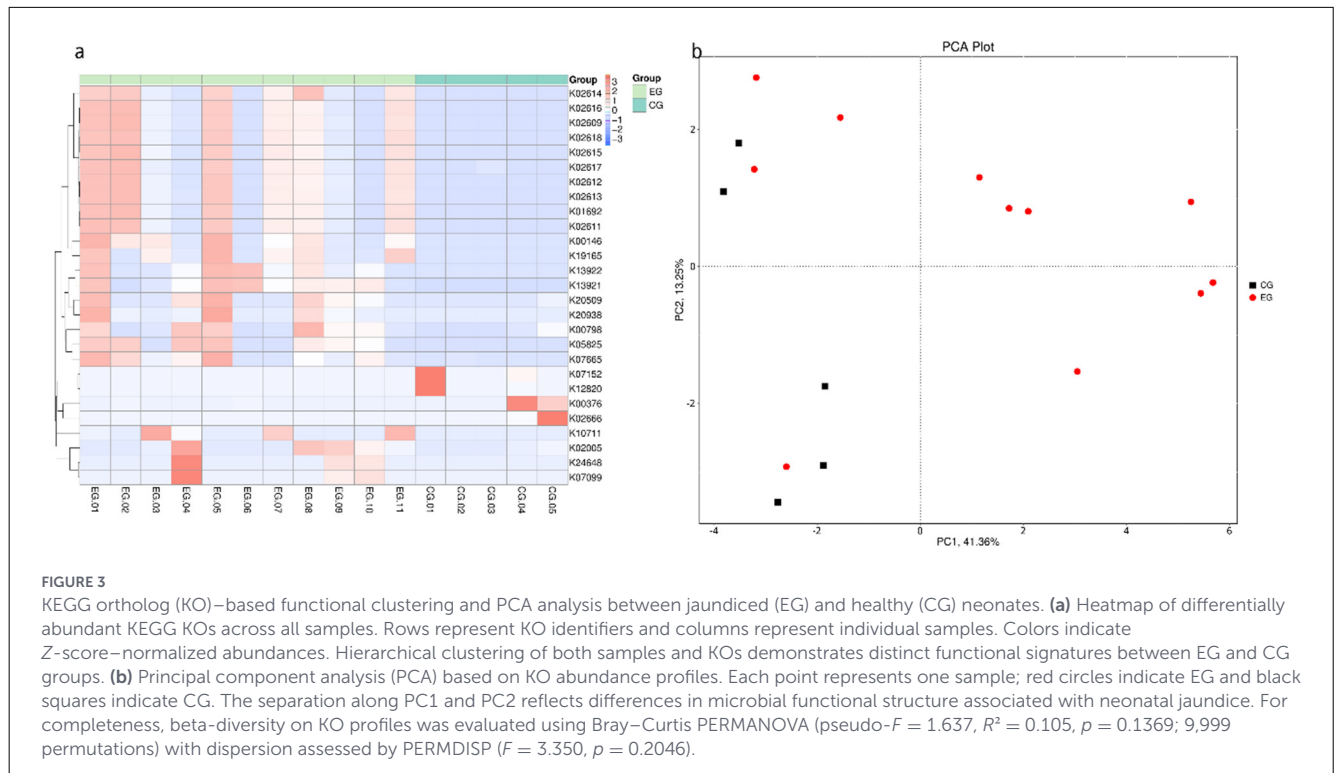 a
b
Group
K02614
K02616
K02609
K02618
K02615
K02617
K02612
K02613
K01692
K02611
K00146
K19165
K13922
K13921
K20509
K20938
K00798
K05825
K07665
K07152
K12820
K00376
K02666
K10711
K02005
K24648
K07099
3
2
1
0
−1
−2
−3
Group
EG
CG
EG.01
EG.02
EG.03
EG.04
EG.05
EG.06
EG.07
EG.08
EG.09
EG.10
EG.11
CG.01
CG.02
CG.03
CG.04
CG.05
PCA Plot
PC2, 13.25%
2
0
-2
-4
-2
0
2
4
6
PC1, 41.36%
CG
EG
FIGURE 3
KEGG ortholog (KO)–based functional clustering and PCA analysis between jaundiced (EG) and healthy (CG) neonates. (a) Heatmap of differentially
abundant KEGG KOs across all samples. Rows represent KO identifiers and columns represent individual samples. Colors indicate
Z-score–normalized abundances. Hierarchical clustering of both samples and KOs demonstrates distinct functional signatures between EG and CG
groups. (b) Principal component analysis (PCA) based on KO abundance profiles. Each point represents one sample; red circles indicate EG and black
squares indicate CG. The separation along PC1 and PC2 reflects differences in microbial functional structure associated with neonatal jaundice. For
completeness, beta-diversity on KO profiles was evaluated using Bray–Curtis PERMANOVA (pseudo-F = 1.637, R² = 0.105, p = 0.1369; 9,999
permutations) with dispersion assessed by PERMDISP (F = 3.350, p = 0.2046).